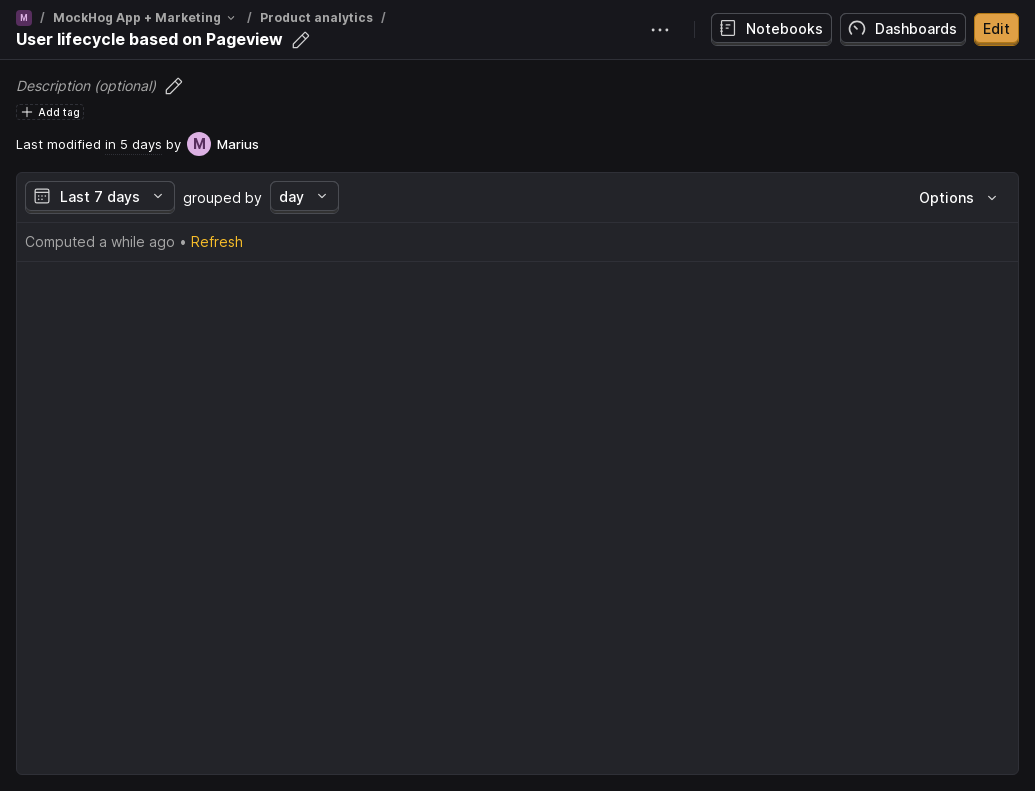 M / MockHog App + Marketing / Product analytics /
User lifecycle based on Pageview
Notebooks
Dashboards
Edit
Description (optional)
Add tag
Last modified in 5 days by M Marius
Last 7 days grouped by day
Options
Computed a while ago • Refresh